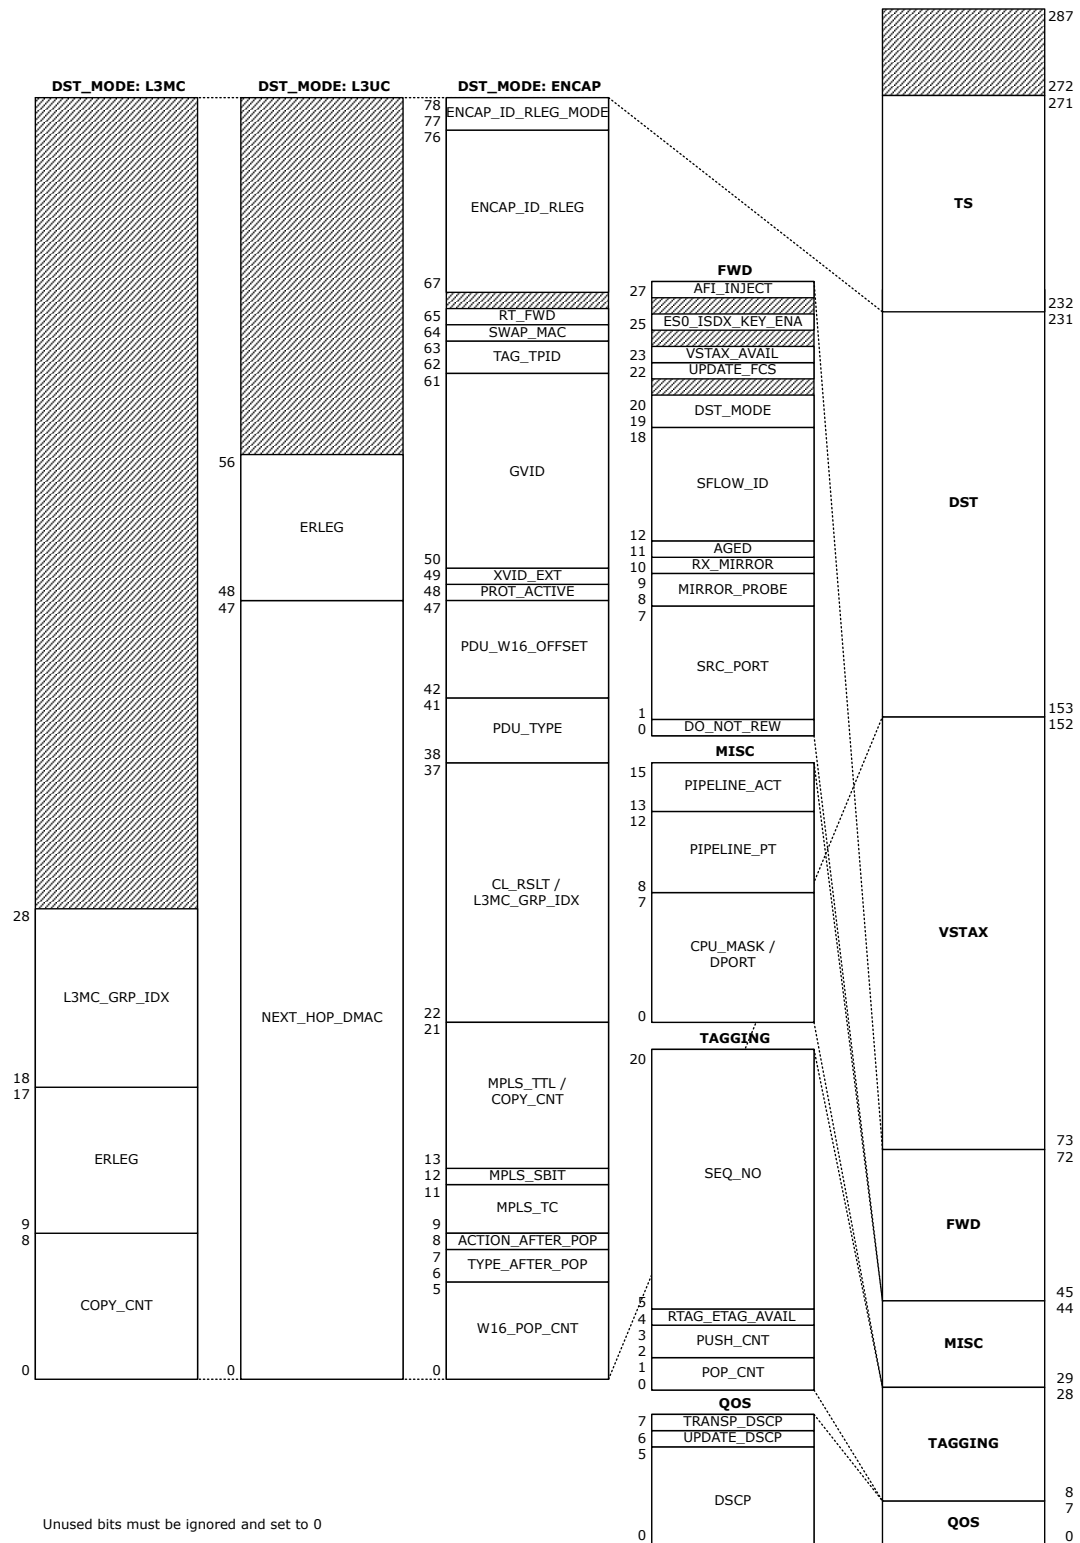 DST_MODE: L3MC
28
L3MC_GRP_IDX
18
17
ERLEG
9
8
COPY_CNT
0
DST_MODE: L3UC
56
ERLEG
48
47
NEXT_HOP_DMAC
0
DST_MODE: ENCAP
78
ENCAP_ID_RLEG_MODE
77
76
ENCAP_ID_RLEG
67
65
RT_FWD
64
SWAP_MAC
63
TAG_TPID
62
61
GVID
50
49
XVID_EXT
48
PROT_ACTIVE
47
PDU_W16_OFFSET
42
41
PDU_TYPE
38
37
CL_RSLT /
L3MC_GRP_IDX
22
21
MPLS_TTL /
COPY_CNT
13
12
MPLS_SBIT
11
MPLS_TC
9
8
ACTION_AFTER_POP
7
TYPE_AFTER_POP
6
5
W16_POP_CNT
0
FWD
27
AFI_INJECT
25
ES0_ISDX_KEY_ENA
23
VSTAX_AVAIL
22
UPDATE_FCS
20
DST_MODE
19
18
SFLOW_ID
12
11
AGED
10
RX_MIRROR
9
MIRROR_PROBE
8
7
SRC_PORT
1
0
DO_NOT_REW
MISC
15
PIPELINE_ACT
13
12
PIPELINE_PT
8
7
CPU_MASK /
DPORT
0
TAGGING
20
SEQ_NO
5
4
RTAG_ETAG_AVAIL
3
PUSH_CNT
2
1
POP_CNT
0
QOS
7
TRANSP_DSCP
6
UPDATE_DSCP
5
DSCP
0
287
272
271
TS
232
231
DST
153
152
VSTAX
73
72
FWD
45
44
MISC
29
28
TAGGING
8
7
QOS
0
Unused bits must be ignored and set to 0